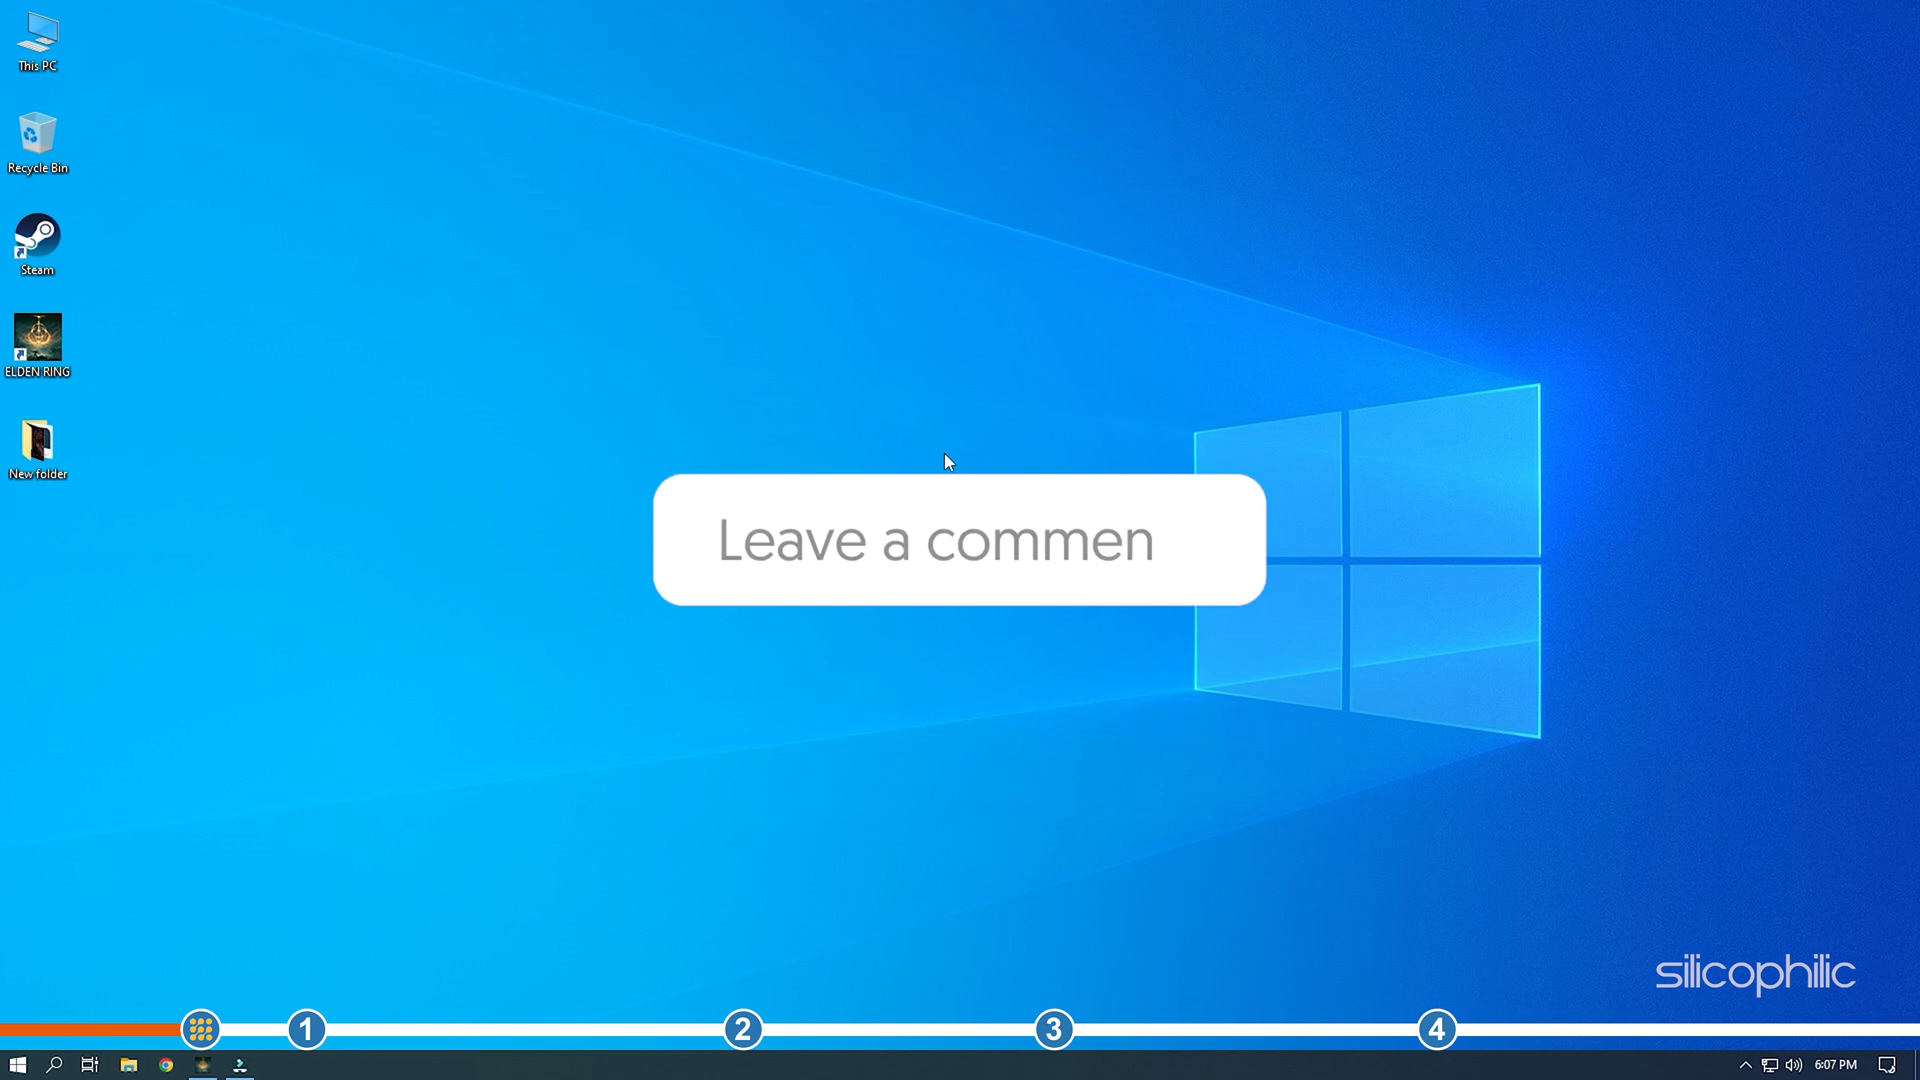 This PC
Recycle Bin
Steam
ELDEN RING
New folder
Leave a commen
silicophilic
1
2
3
4
6:07 PM